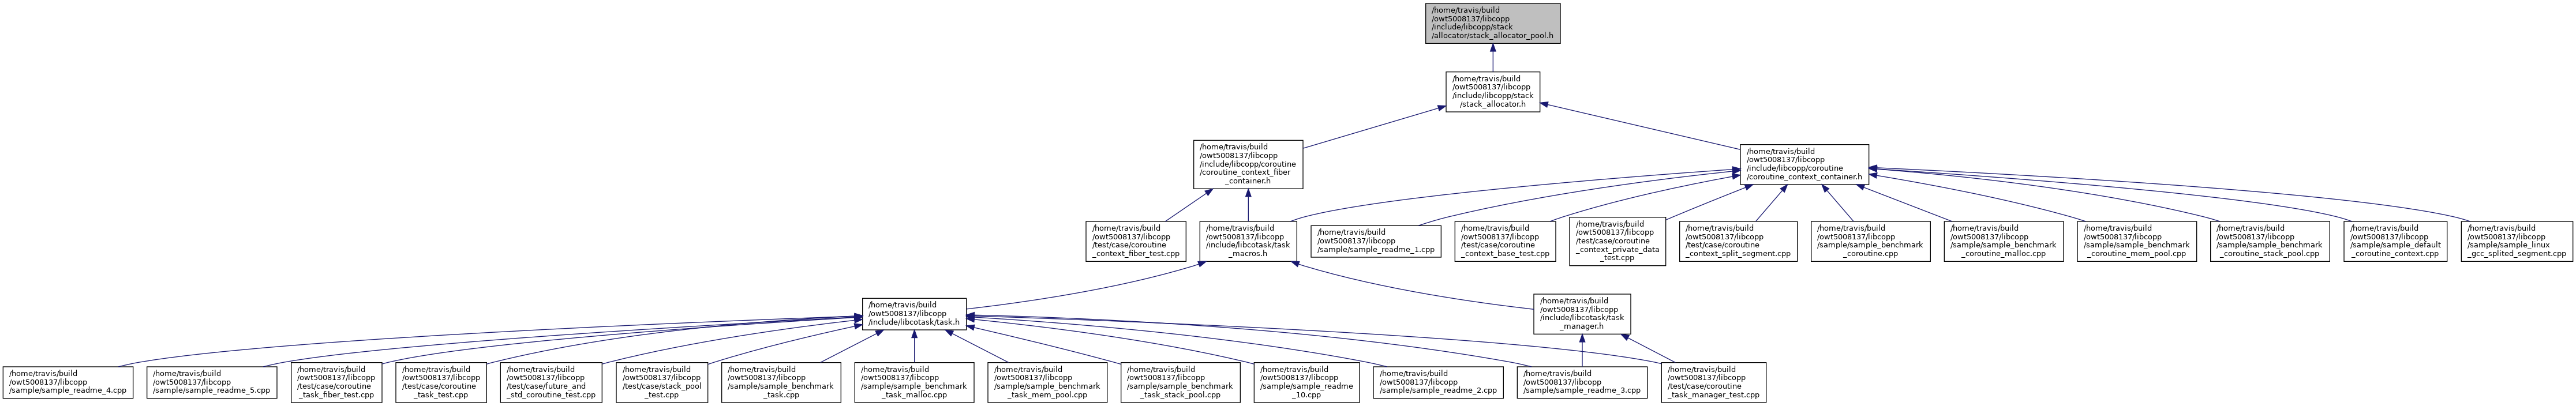 /home/travis/build
/owt5008137/libcopp
/include/libcopp/stack
/allocator/stack_allocator_pool.h
/home/travis/build
/owt5008137/libcopp
/include/libcopp/stack
/stack_allocator.h
/home/travis/build
/owt5008137/libcopp
/include/libcopp/coroutine
/coroutine_context_fiber
_container.h
/home/travis/build
/owt5008137/libcopp
/include/libcopp/coroutine
/coroutine_context_container.h
/home/travis/build
/owt5008137/libcopp
/test/case/coroutine
_context_fiber_test.cpp
/home/travis/build
/owt5008137/libcopp
/include/libcotask/task
_macros.h
/home/travis/build
/owt5008137/libcopp
/sample/sample_readme_1.cpp
/home/travis/build
/owt5008137/libcopp
/test/case/coroutine
_context_base_test.cpp
/home/travis/build
/owt5008137/libcopp
/test/case/coroutine
_context_private_data
_test.cpp
/home/travis/build
/owt5008137/libcopp
/test/case/coroutine
_context_split_segment.cpp
/home/travis/build
/owt5008137/libcopp
/sample/sample_benchmark
_coroutine.cpp
/home/travis/build
/owt5008137/libcopp
/sample/sample_benchmark
_coroutine_malloc.cpp
/home/travis/build
/owt5008137/libcopp
/sample/sample_benchmark
_coroutine_mem_pool.cpp
/home/travis/build
/owt5008137/libcopp
/sample/sample_benchmark
_coroutine_stack_pool.cpp
/home/travis/build
/owt5008137/libcopp
/sample/sample_default
_coroutine_context.cpp
/home/travis/build
/owt5008137/libcopp
/sample/sample_linux
_gcc_splited_segment.cpp
/home/travis/build
/owt5008137/libcopp
/include/libcotask/task.h
/home/travis/build
/owt5008137/libcopp
/include/libcotask/task
_manager.h
/home/travis/build
/owt5008137/libcopp
/sample/sample_readme_4.cpp
/home/travis/build
/owt5008137/libcopp
/sample/sample_readme_5.cpp
/home/travis/build
/owt5008137/libcopp
/test/case/coroutine
_task_fiber_test.cpp
/home/travis/build
/owt5008137/libcopp
/test/case/coroutine
_task_test.cpp
/home/travis/build
/owt5008137/libcopp
/test/case/future_and
_std_coroutine_test.cpp
/home/travis/build
/owt5008137/libcopp
/test/case/stack_pool
_test.cpp
/home/travis/build
/owt5008137/libcopp
/sample/sample_benchmark
_task.cpp
/home/travis/build
/owt5008137/libcopp
/sample/sample_benchmark
_task_malloc.cpp
/home/travis/build
/owt5008137/libcopp
/sample/sample_benchmark
_task_mem_pool.cpp
/home/travis/build
/owt5008137/libcopp
/sample/sample_benchmark
_task_stack_pool.cpp
/home/travis/build
/owt5008137/libcopp
/sample/sample_readme
_10.cpp
/home/travis/build
/owt5008137/libcopp
/sample/sample_readme_2.cpp
/home/travis/build
/owt5008137/libcopp
/sample/sample_readme_3.cpp
/home/travis/build
/owt5008137/libcopp
/test/case/coroutine
_task_manager_test.cpp